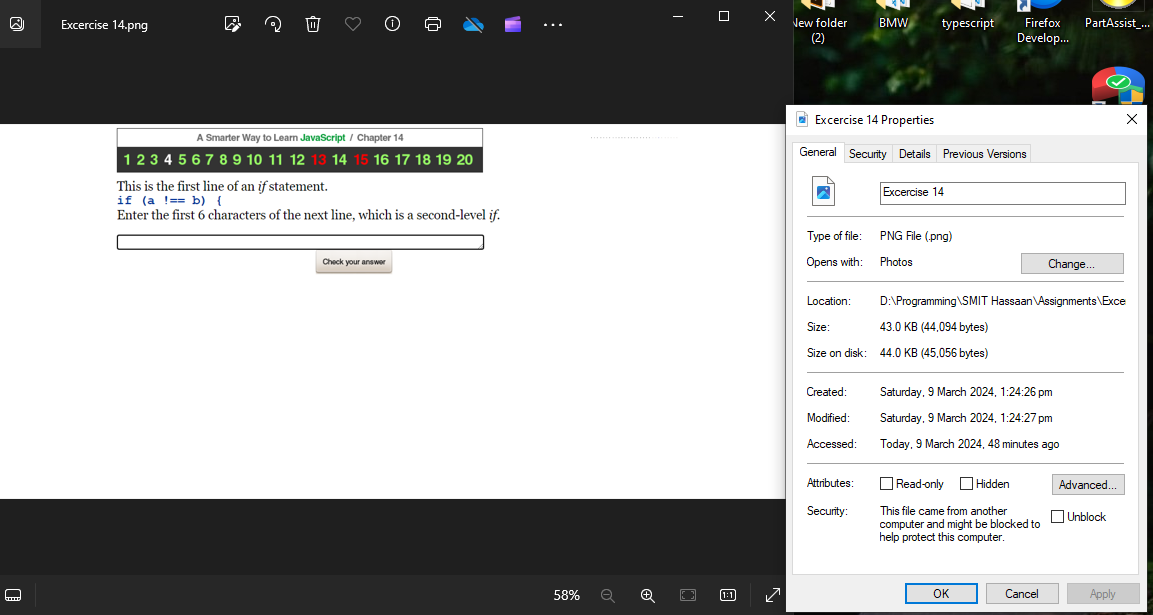 Excercise 14.png
New folder
(2)
BMW
typescript
Firefox
Develop...
PartAssist_...
A Smarter Way to Learn JavaScript / Chapter 14
1 2 3 4 5 6 7 8 9 10 11 12 13 14 15 16 17 18 19 20
This is the first line of an if statement.
if (a !== b) {
Enter the first 6 characters of the next line, which is a second-level if.
Check your answer
58%
1:1
Excercise 14 Properties
General
Security
Details
Previous Versions
Excercise 14
Type of file: PNG File (.png)
Opens with: Photos
Change...
Location: D:\Programming\SMIT Hassaan\Assignments\Exce
Size: 43.0 KB (44,094 bytes)
Size on disk: 44.0 KB (45,056 bytes)
Created: Saturday, 9 March 2024, 1:24:26 pm
Modified: Saturday, 9 March 2024, 1:24:27 pm
Accessed: Today, 9 March 2024, 48 minutes ago
Attributes: Read-only Hidden Advanced...
Security: This file came from another
computer and might be blocked to
help protect this computer.
Unblock
OK Cancel Apply